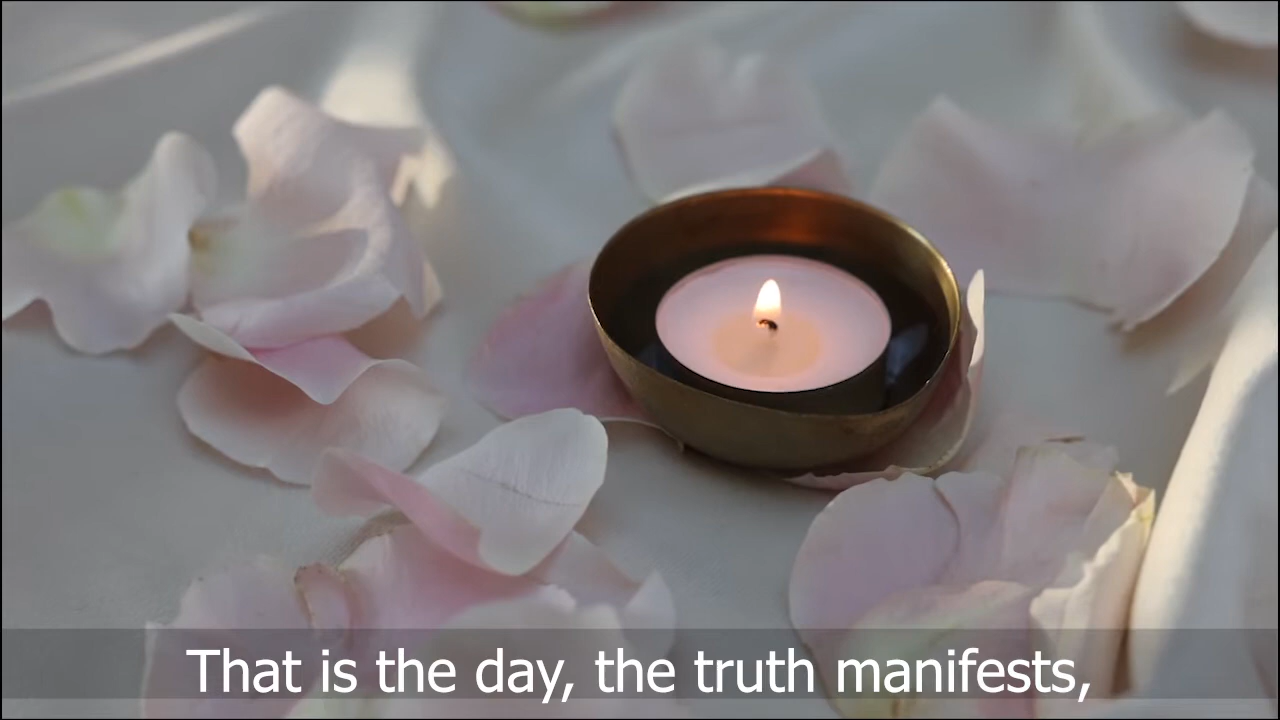 That is the day, the truth manifests,